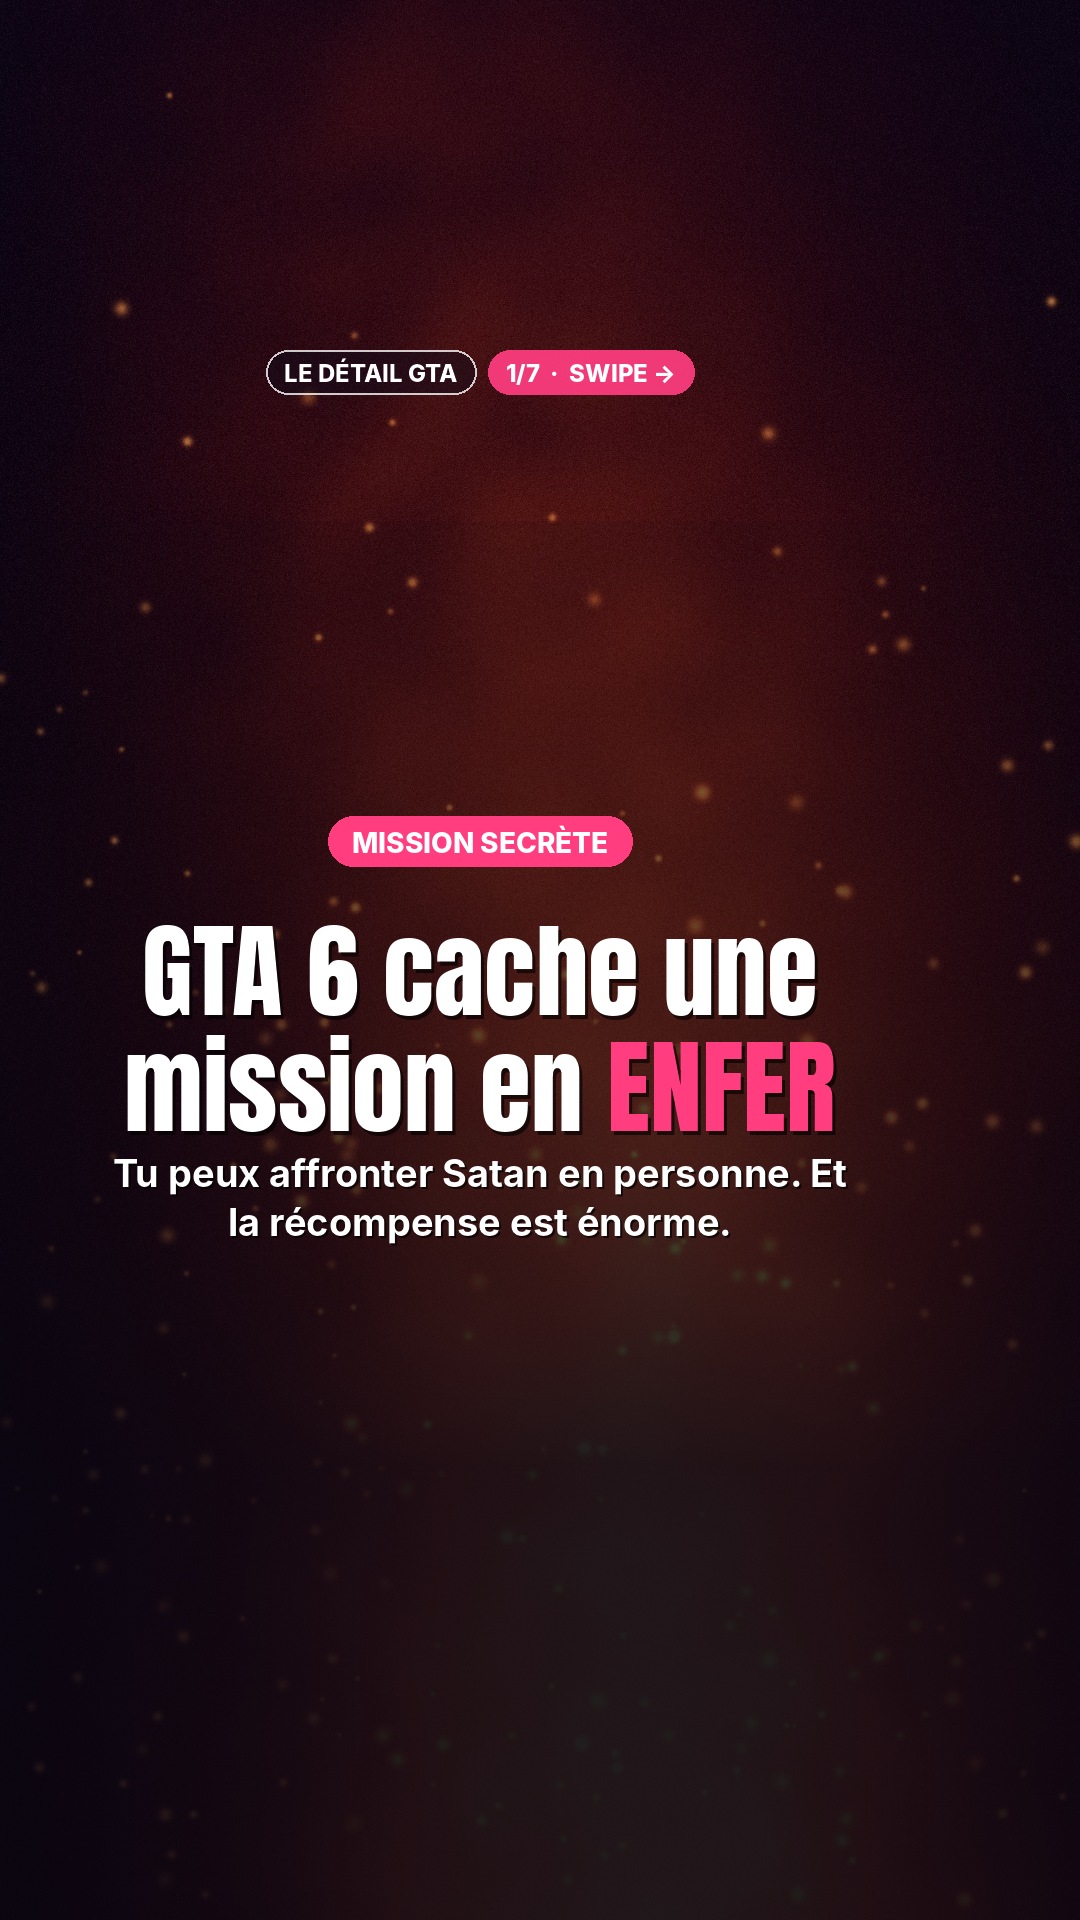 LE DÉTAIL GTA
1/7 · SWIPE →
MISSION SECRÈTE
GTA 6 cache une
mission en ENFER
Tu peux affronter Satan en personne. Et
la récompense est énorme.